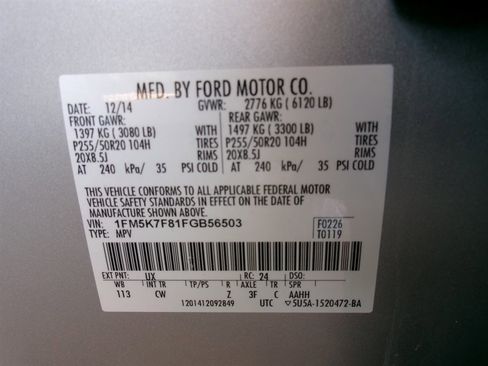 MFD. BY FORD MOTOR CO.
DATE: 12/14 GVWR: 2776 KG ( 6120 LB)
FRONT GAWR: REAR GAWR:
1397 KG ( 3080 LB) WITH 1497 KG ( 3300 LB) WITH
P255/50R20 104H TIRES P255/50R20 104H TIRES
20X8.5J RIMS 20X8.5J RIMS
AT 240 kPa/ 35 PSI COLD AT 240 kPa/ 35 PSI COLD
THIS VEHICLE CONFORMS TO ALL APPLICABLE FEDERAL MOTOR
VEHICLE SAFETY STANDARDS IN EFFECT ON THE DATE OF
MANUFACTURE SHOWN ABOVE.
VIN: 1FM5K7F81FGB56503 F0226
TYPE: MPV T0119
EXT PNT: UX RC: 24 DSO:
WB INT TR TP/PS R AXLE TR SPR
113 CW Z 3F C AAHH
1201412092849 UTC ▽5U5A-1520472-BA